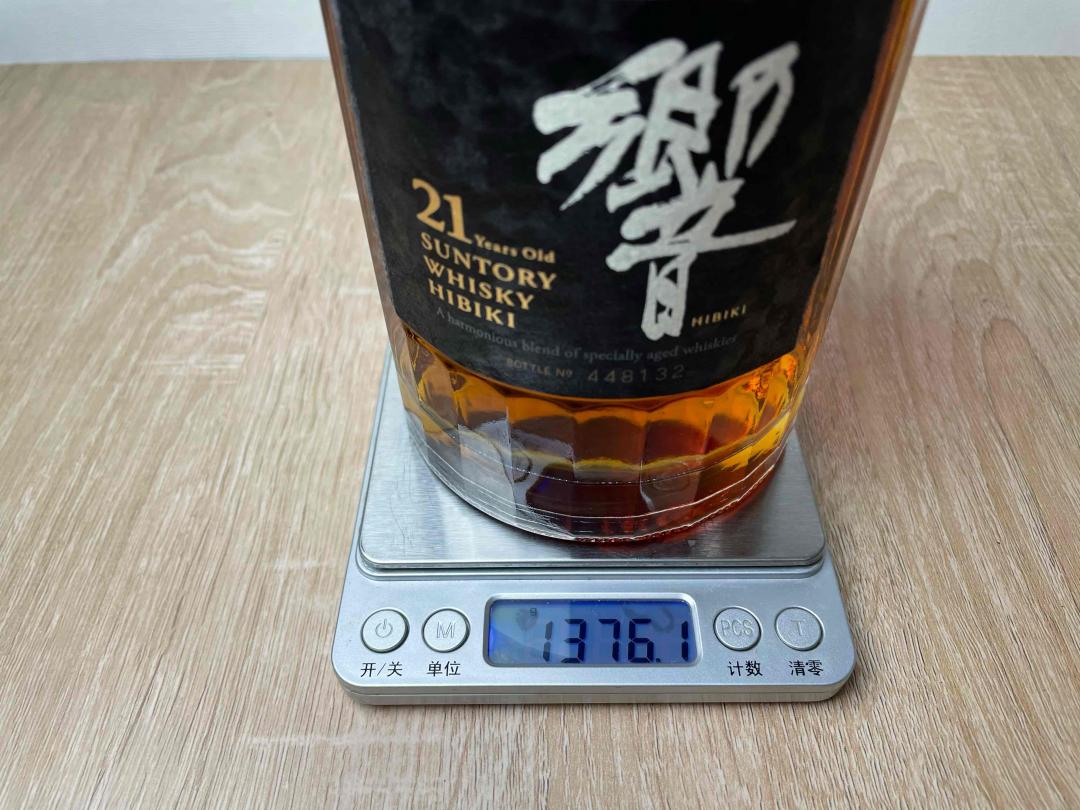 響
21 Years Old
SUNTORY
WHISKY
HIBIKI
HIBIKI
A harmonious blend of specially aged whiskies
BOTTLE Nº 448132
g
1376.1
M
PCS
T
开/关
单位
计数
清零